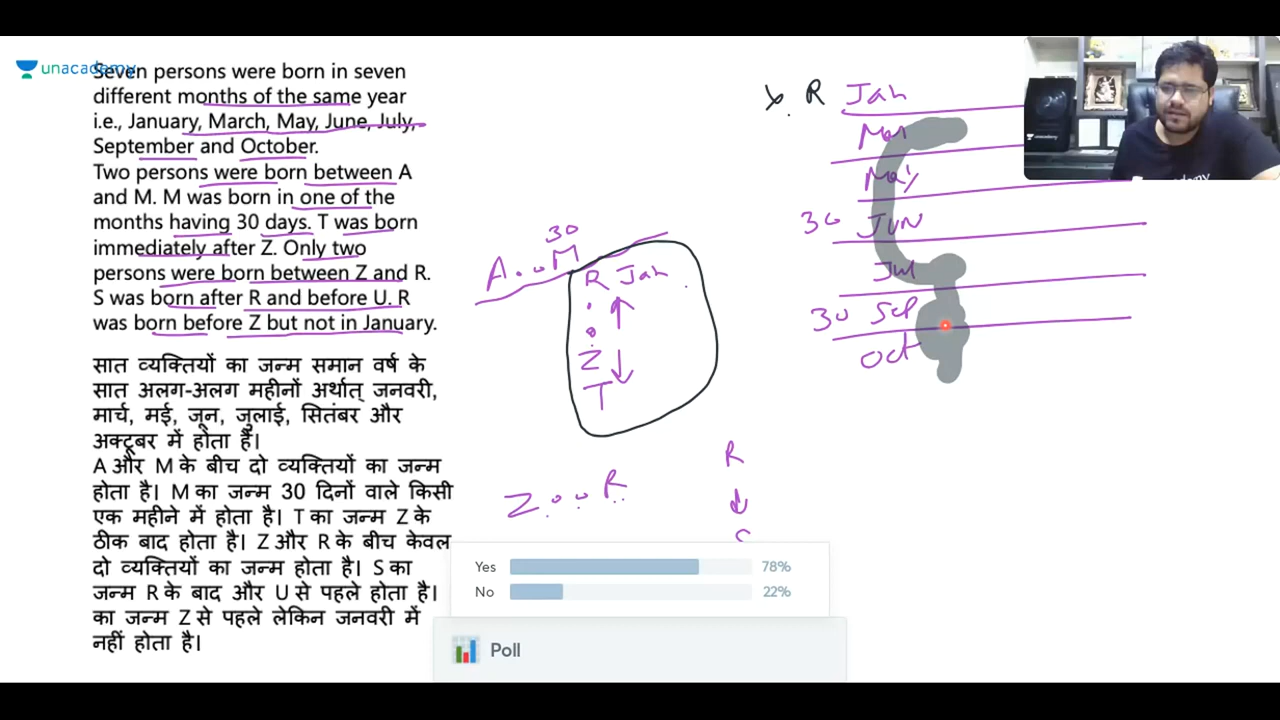 unacademy
Seven persons were born in seven
different months of the same year
i.e., January, March, May, June, July,
September and October.
Two persons were born between A
and M. M was born in one of the
months having 30 days. T was born
immediately after Z. Only two
persons were born between Z and R.
S was born after R and before U. R
was born before Z but not in January.
सात व्यक्तियों का जन्म समान वर्ष के
सात अलग-अलग महीनों अर्थात् जनवरी,
मार्च, मई, जून, जुलाई, सितंबर और
अक्टूबर में होता है।
A और M के बीच दो व्यक्तियों का जन्म
होता है। M का जन्म 30 दिनों वाले किसी
एक महीने में होता है। T का जन्म Z के
ठीक बाद होता है। Z और R के बीच केवल
दो व्यक्तियों का जन्म होता है। S का
जन्म R के बाद और U से पहले होता है।
का जन्म Z से पहले लेकिन जनवरी में
नहीं होता है।
30
A . . M
R Jan
Z
T
Z . . R
R
S
R Jan
Mar
May
30 Jun
Jul
30 Sep
Oct
Yes 78%
No 22%
Poll